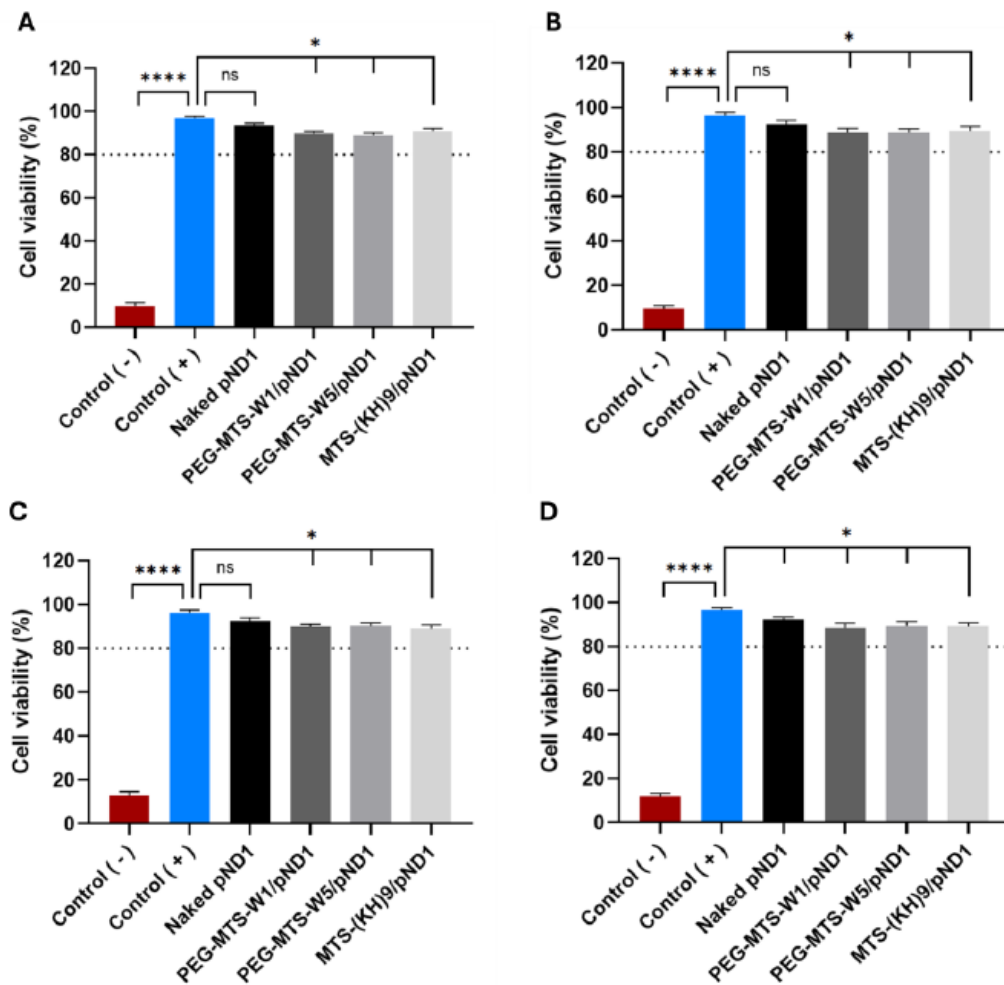 A
*
****
ns
120
100
80
60
40
20
0
Cell viability (%)
Control ( - )
Control ( + )
Naked pND1
PEG-MTS-W1/pND1
PEG-MTS-W5/pND1
MTS-(KH)9/pND1
B
*
****
ns
120
100
80
60
40
20
0
Cell viability (%)
Control ( - )
Control ( + )
Naked pND1
PEG-MTS-W1/pND1
PEG-MTS-W5/pND1
MTS-(KH)9/pND1
C
*
****
ns
120
100
80
60
40
20
0
Cell viability (%)
Control ( - )
Control ( + )
Naked pND1
PEG-MTS-W1/pND1
PEG-MTS-W5/pND1
MTS-(KH)9/pND1
D
*
****
120
100
80
60
40
20
0
Cell viability (%)
Control ( - )
Control ( + )
Naked pND1
PEG-MTS-W1/pND1
PEG-MTS-W5/pND1
MTS-(KH)9/pND1